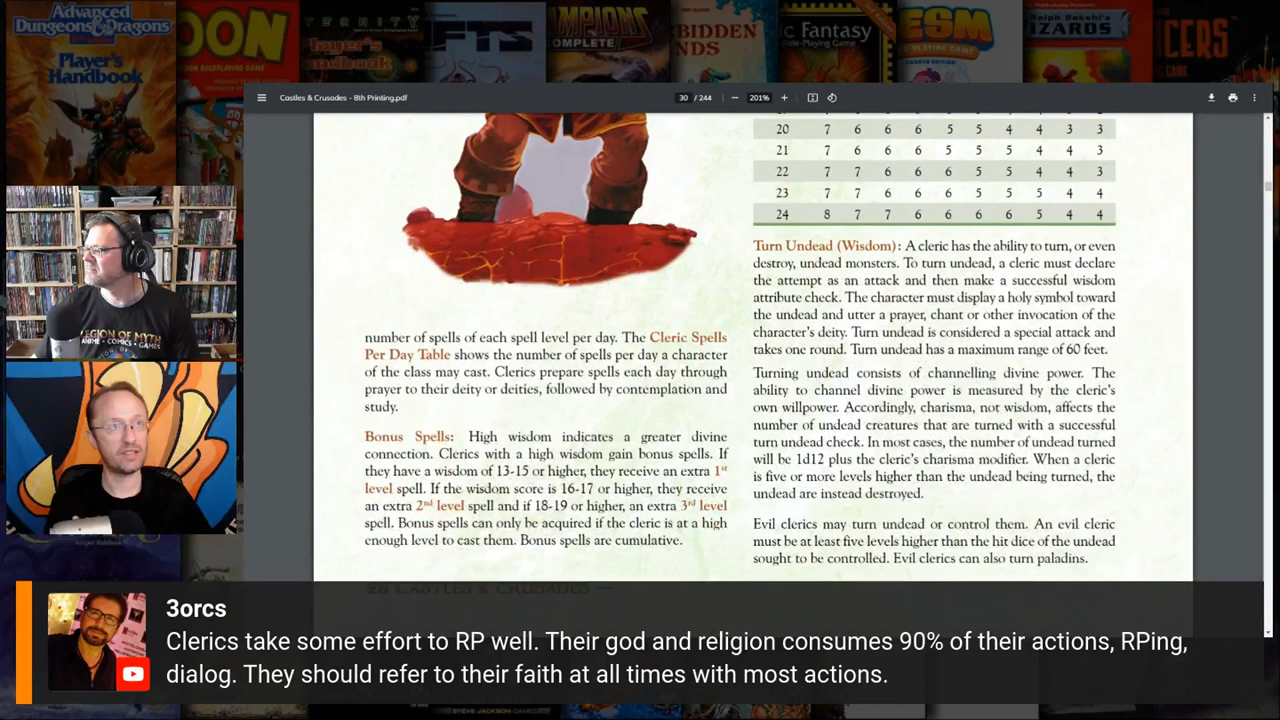 Advanced
Dungeons & Dragons
Player's
Handbook
Player's
CHAMPIONS
COMPLETE
Ralph Bakshi's
WIZARDS
Castles & Crusades - 8th Printing.pdf
30 / 244
201%
20 7 6 6 6 5 5 4 4 3 3
21 7 6 6 6 5 5 5 4 4 3
22 7 7 6 6 6 5 5 4 4 3
23 7 7 6 6 6 5 5 5 4 4
24 8 7 7 6 6 6 6 5 4 4
LEGION OF MYTH
ANIME • COMICS • GAMES
number of spells of each spell level per day. The Cleric Spells
Per Day Table shows the number of spells per day a character
of the class may cast. Clerics prepare spells each day through
prayer to their deity or deities, followed by contemplation and
study.
Bonus Spells: High wisdom indicates a greater divine
connection. Clerics with a high wisdom gain bonus spells. If
they have a wisdom of 13-15 or higher, they receive an extra 1st
level spell. If the wisdom score is 16-17 or higher, they receive
an extra 2nd level spell and if 18-19 or higher, an extra 3rd level
spell. Bonus spells can only be acquired if the cleric is at a high
enough level to cast them. Bonus spells are cumulative.
Turn Undead (Wisdom): A cleric has the ability to turn, or even
destroy, undead monsters. To turn undead, a cleric must declare
the attempt as an attack and then make a successful wisdom
attribute check. The character must display a holy symbol toward
the undead and utter a prayer, chant or other invocation of the
character's deity. Turn undead is considered a special attack and
takes one round. Turn undead has a maximum range of 60 feet.
Turning undead consists of channelling divine power. The
ability to channel divine power is measured by the cleric's
own willpower. Accordingly, charisma, not wisdom, affects the
number of undead creatures that are turned with a successful
turn undead check. In most cases, the number of undead turned
will be 1d12 plus the cleric's charisma modifier. When a cleric
is five or more levels higher than the undead being turned, the
undead are instead destroyed.
Evil clerics may turn undead or control them. An evil cleric
must be at least five levels higher than the hit dice of the undead
sought to be controlled. Evil clerics can also turn paladins.
28 CASTLES & CRUSADES
3orcs
Clerics take some effort to RP well. Their god and religion consumes 90% of their actions, RPing,
dialog. They should refer to their faith at all times with most actions.
STEVE JACKSON GAMES